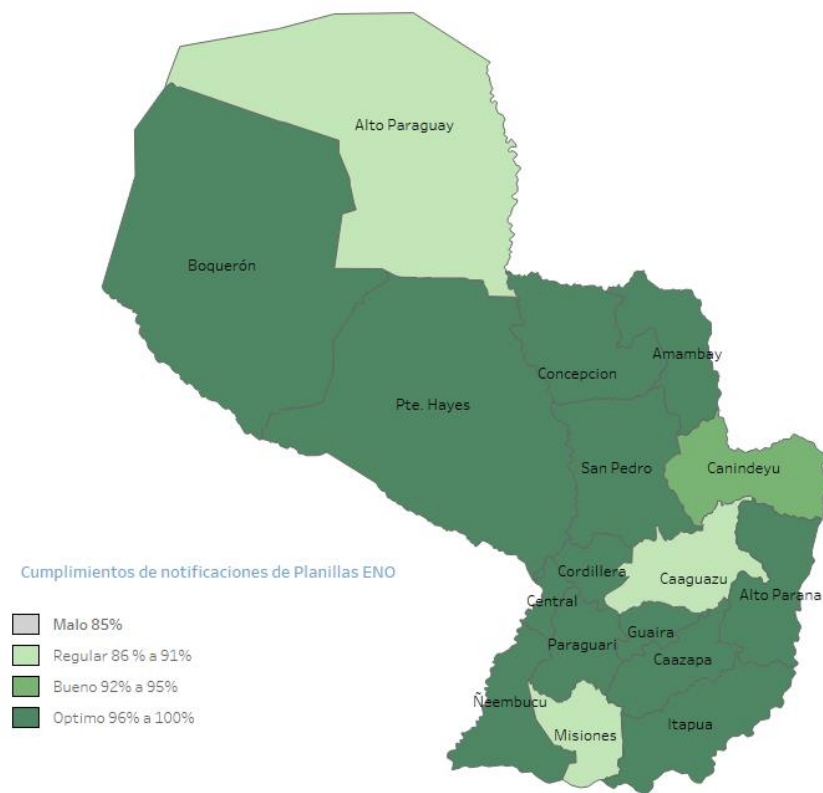 Alto Paraguay
Boquerón
Amambay
Concepcion
Pte. Hayes
San Pedro
Canindeyu
Cumplimientos de notificaciones de Planillas ENO
Cordillera
Caaguazu
Central
Alto Parana
Malo 85%
Regular 86 % a 91%
Bueno 92% a 95%
Optimo 96% a 100%
Guaira
Paraguari
Caazapa
Ñeembucu
Misiones
Itapua